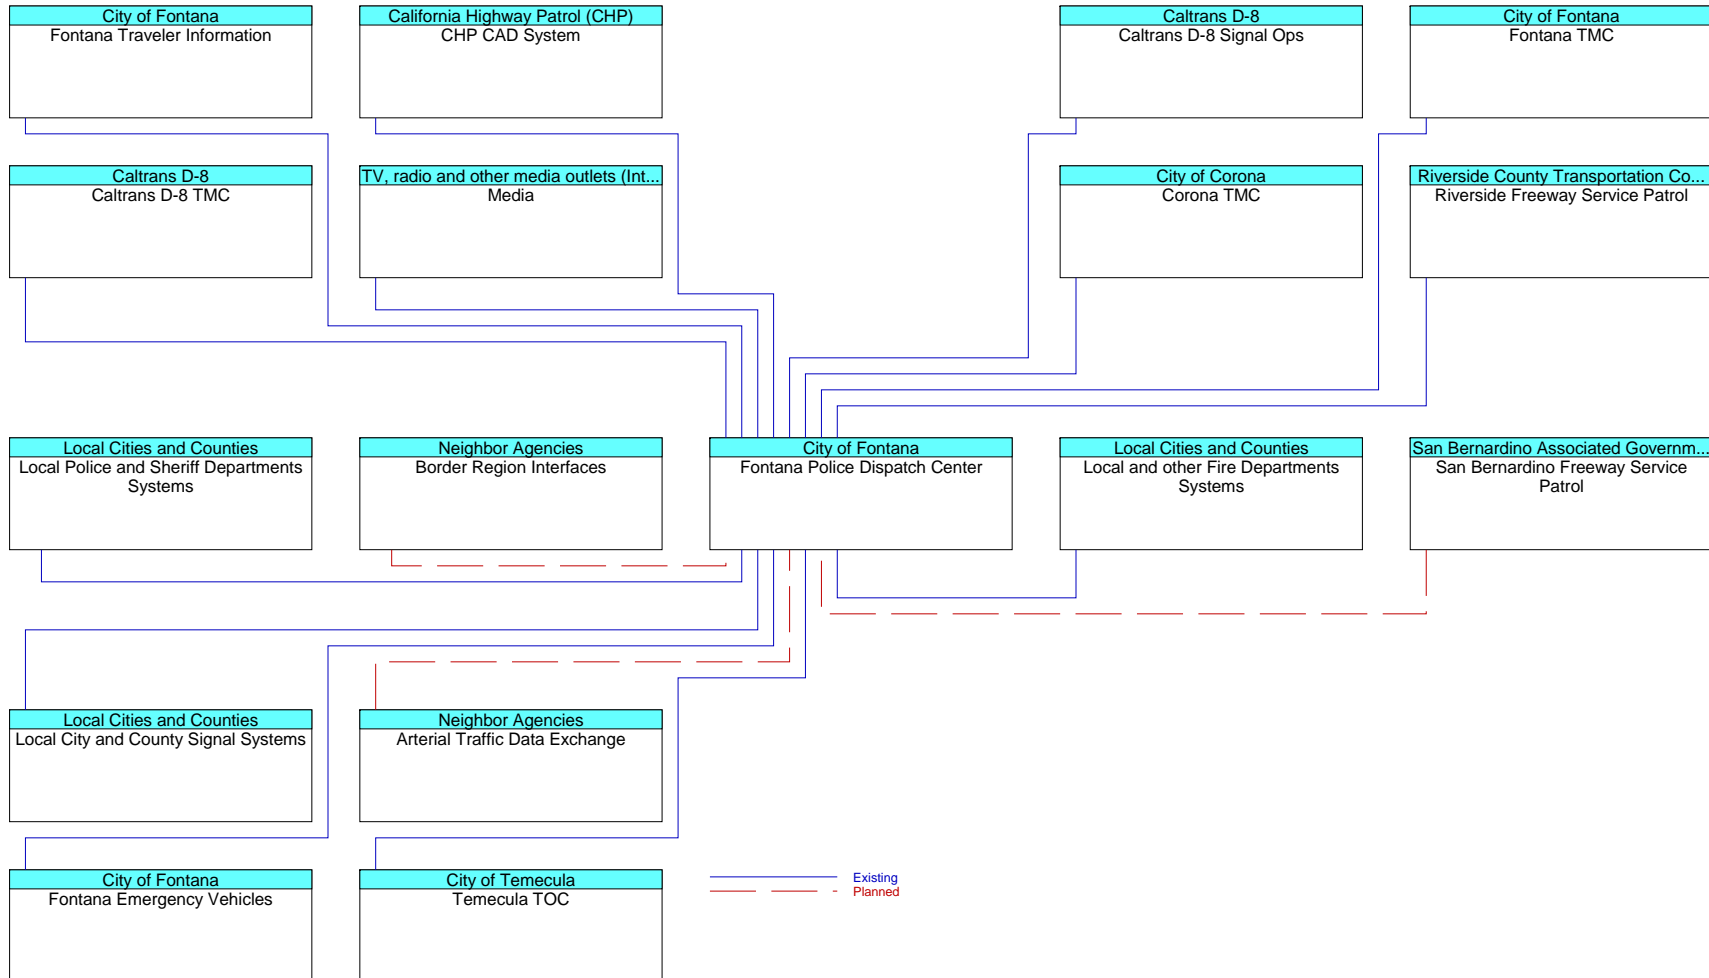 City of Fontana
Fontana Traveler Information
California Highway Patrol (CHP)
CHP CAD System
Caltrans D-8
Caltrans D-8 Signal Ops
City of Fontana
Fontana TMC
Caltrans D-8
Caltrans D-8 TMC
TV, radio and other media outlets (Int...
Media
City of Corona
Corona TMC
Riverside County Transportation Co...
Riverside Freeway Service Patrol
Local Cities and Counties
Local Police and Sheriff Departments
Systems
Neighbor Agencies
Border Region Interfaces
City of Fontana
Fontana Police Dispatch Center
Local Cities and Counties
Local and other Fire Departments
Systems
San Bernardino Associated Governm...
San Bernardino Freeway Service
Patrol
Local Cities and Counties
Local City and County Signal Systems
Neighbor Agencies
Arterial Traffic Data Exchange
City of Fontana
Fontana Emergency Vehicles
City of Temecula
Temecula TOC
Existing
Planned